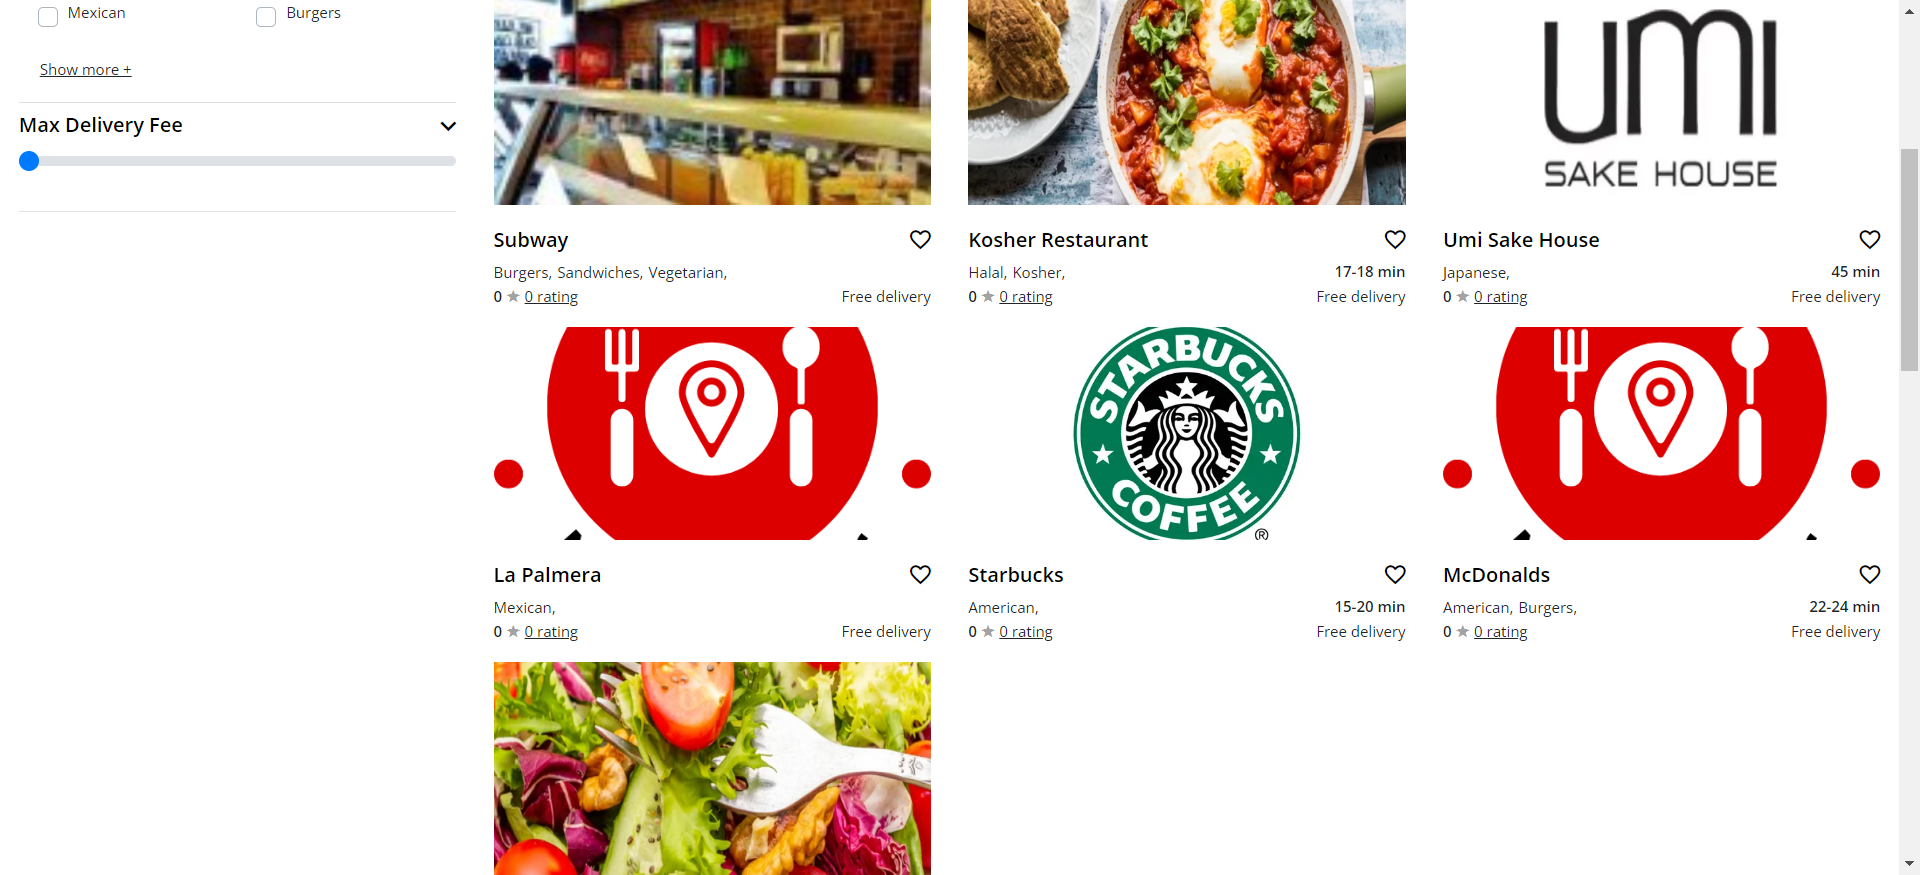 Mexican
Burgers
Show more +
Max Delivery Fee
umi
SAKE HOUSE
Subway
Burgers, Sandwiches, Vegetarian,
0 ★ 0 rating
Free delivery
Kosher Restaurant
Halal, Kosher,
17-18 min
0 ★ 0 rating
Free delivery
Umi Sake House
Japanese,
45 min
0 ★ 0 rating
Free delivery
STARBUCKS
COFFEE
®
La Palmera
Mexican,
0 ★ 0 rating
Free delivery
Starbucks
American,
15-20 min
0 ★ 0 rating
Free delivery
McDonalds
American, Burgers,
22-24 min
0 ★ 0 rating
Free delivery